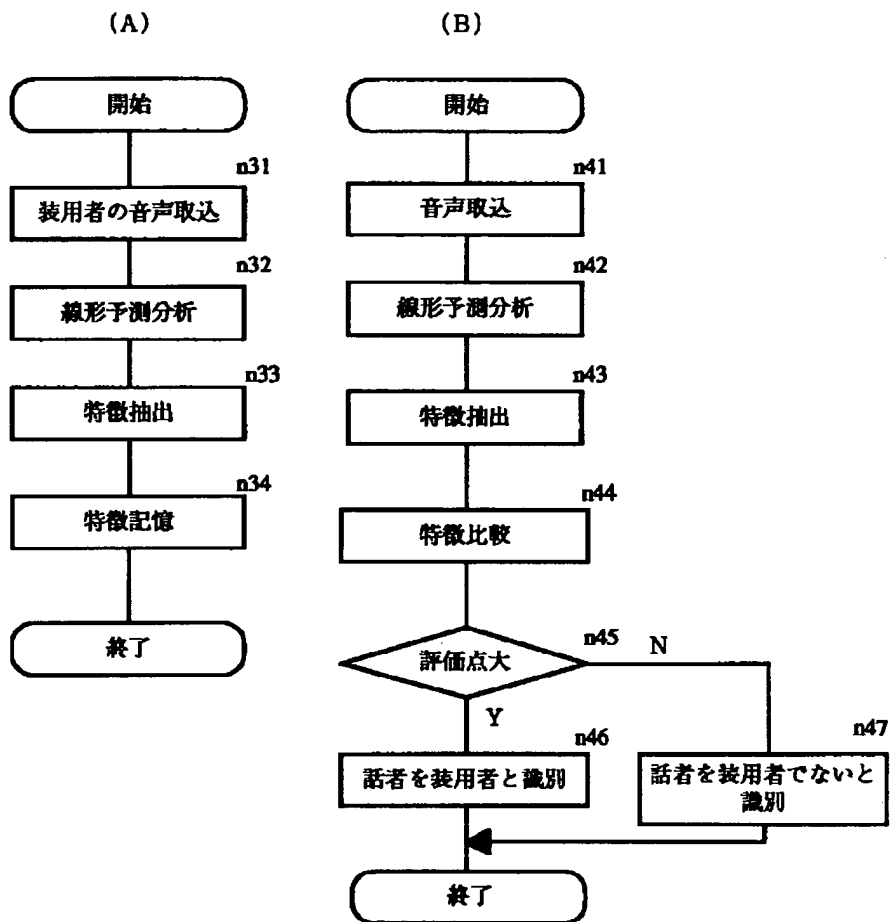 (A)
開始
n31
装用者の音声取込
n32
線形予測分析
n33
特徴抽出
n34
特徴記憶
終了
(B)
開始
n41
音声取込
n42
線形予測分析
n43
特徴抽出
n44
特徴比較
n45
評価点大
N
Y
n46
話者を装用者と識別
n47
話者を装用者でないと
識別
終了